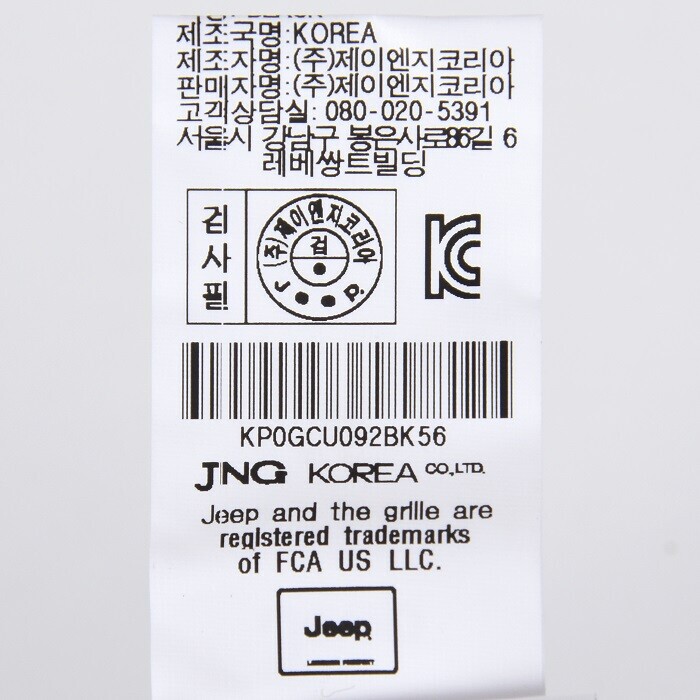 제조국명:KOREA
제조자명:(주)제이엔지코리아
판매자명:(주)제이엔지코리아
고객상담실: 080-020-5391
서울시 강남구 봉은사로86길 6
레베쌍트빌딩
검사필
(주)제이엔지코리아
검
J●●P.
KC
KP0GCU092BK56
JNG KOREA CO.,LTD.
Jeep and the grille are
registered trademarks
of FCA US LLC.
Jeep
LICENSED PRODUCT